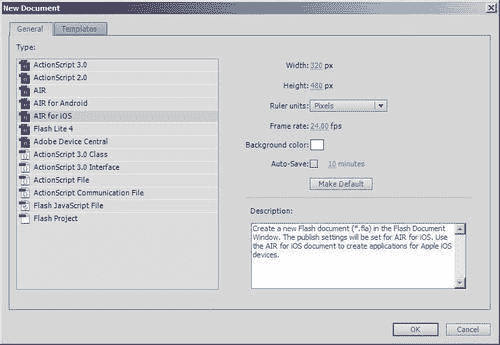 New Document
General
Templates
Type:
ActionScript 3.0
ActionScript 2.0
AIR
AIR for Android
AIR for iOS
Flash Lite 4
Adobe Device Central
ActionScript 3.0 Class
ActionScript 3.0 Interface
ActionScript File
ActionScript Communication File
Flash JavaScript File
Flash Project
Width: 320 px
Height: 480 px
Ruler units: Pixels
Frame rate: 24.00 fps
Background color:
Auto-Save: 10 minutes
Make Default
Description:
Create a new Flash document (*.fla) in the Flash Document
Window. The publish settings will be set for AIR for iOS. Use
the AIR for iOS document to create applications for Apple iOS
devices.
OK
Cancel